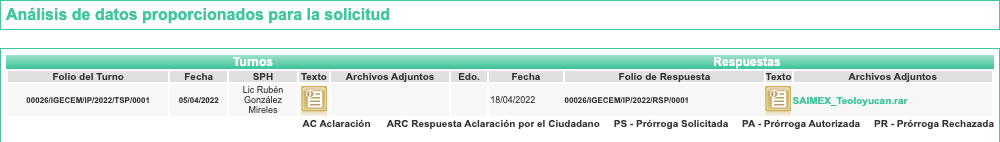 Análisis de datos proporcionados para la solicitud
Turnos Respuestas
Folio del Turno Fecha SPH Texto Archivos Adjuntos Edo. Fecha Folio de Respuesta Texto Archivos Adjuntos
00026/IGECEM/IP/2022/TSP/0001 05/04/2022 Lic Rubén González Mireles 18/04/2022 00026/IGECEM/IP/2022/RSP/0001 SAIMEX_Teoloyucan.rar
AC Aclaración ARC Respuesta Aclaración por el Ciudadano PS - Prórroga Solicitada PA - Prórroga Autorizada PR - Prórroga Rechazada